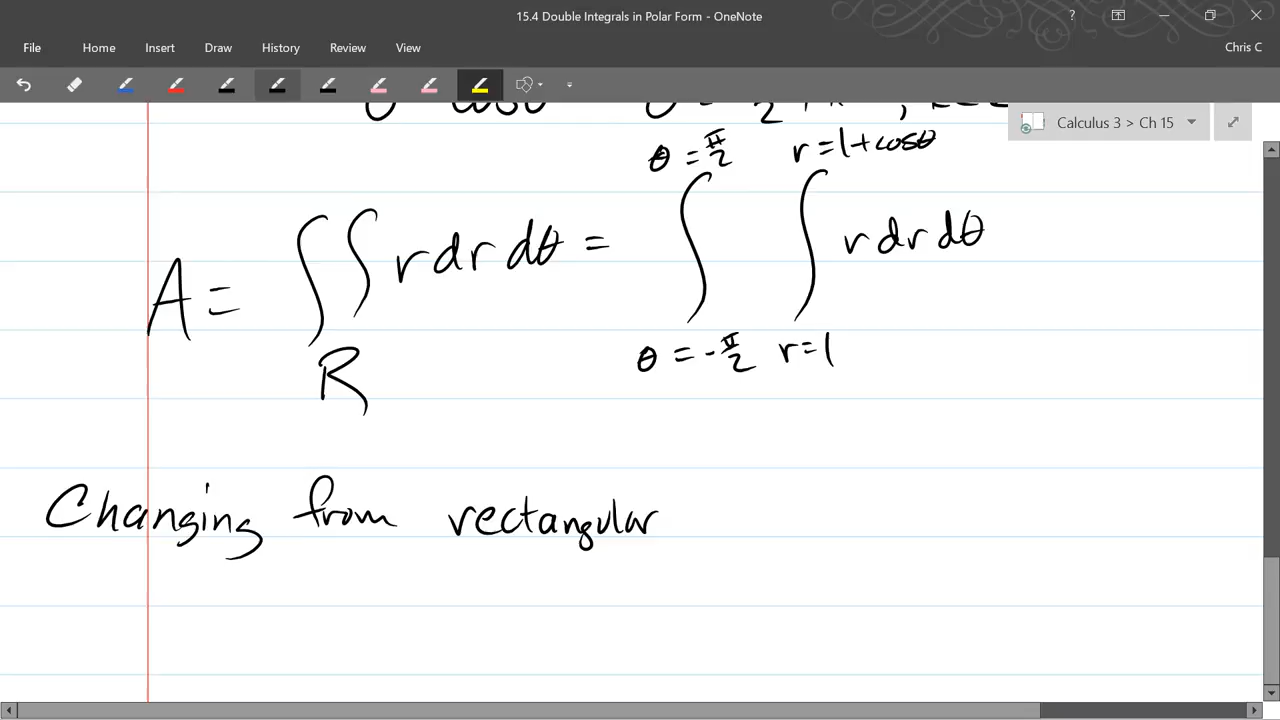 15.4 Double Integrals in Polar Form - OneNote
?
File Home Insert Draw History Review View Chris C
Calculus 3 > Ch 15
θ = π/2 r = 1 + cosθ
A = ∫∫ r dr dθ = ∫ ∫ r dr dθ
R θ = -π/2 r = 1
Changing from rectangular